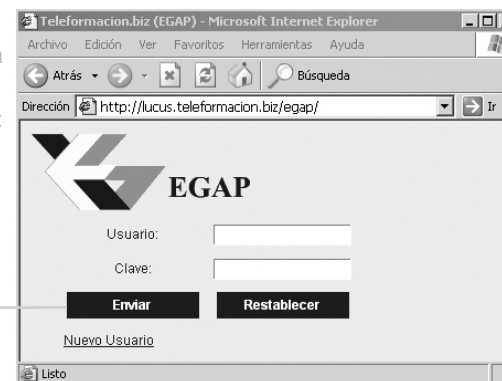 Teleformacion.biz (EGAP) - Microsoft Internet Explorer
Archivo Edición Ver Favoritos Herramientas Ayuda
Atrás Búsqueda
Dirección http://lucus.teleformacion.biz/egap/ Ir
EGAP
Usuario:
Clave:
Enviar Restablecer
Nuevo Usuario
Listo